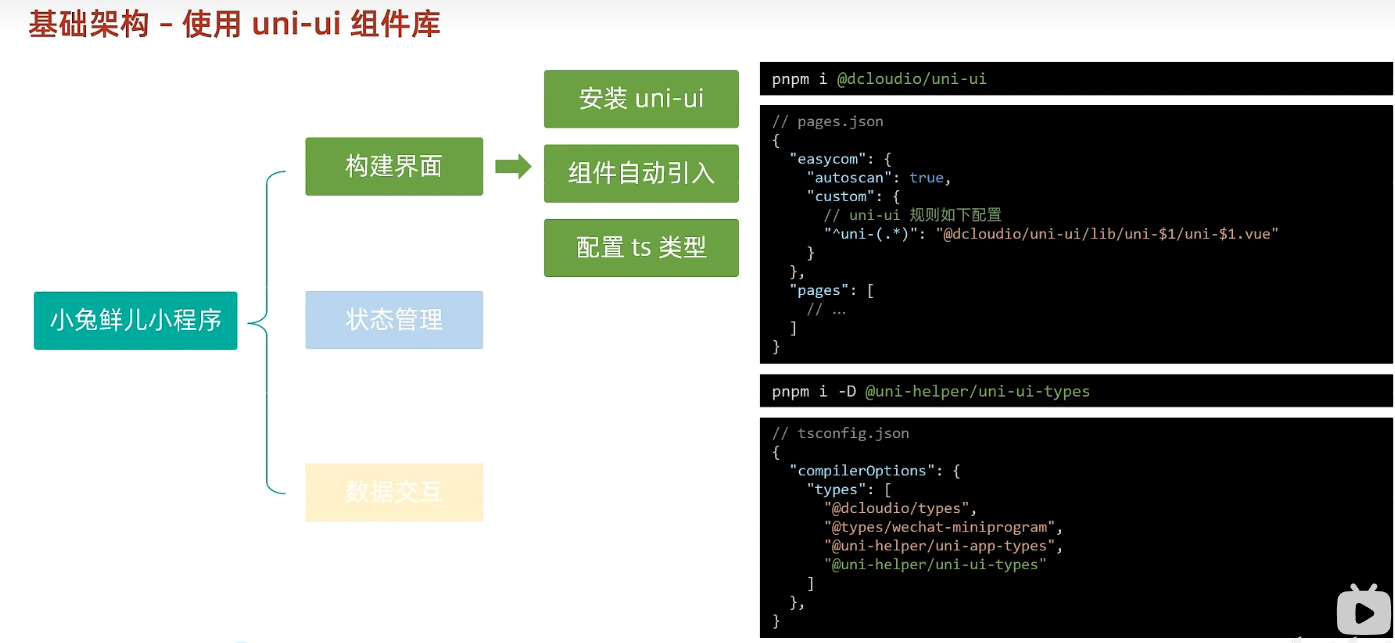 基础架构 – 使用 uni-ui 组件库
小兔鲜儿小程序
构建界面
状态管理
数据交互
安装 uni-ui
组件自动引入
配置 ts 类型
pnpm i @dcloudio/uni-ui
// pages.json
{
  "easycom": {
    "autoscan": true,
    "custom": {
      // uni-ui 规则如下配置
      "^uni-(.*)": "@dcloudio/uni-ui/lib/uni-$1/uni-$1.vue"
    }
  },
  "pages": [
    // …
  ]
}
pnpm i -D @uni-helper/uni-ui-types
// tsconfig.json
{
  "compilerOptions": {
    "types": [
      "@dcloudio/types",
      "@types/wechat-miniprogram",
      "@uni-helper/uni-app-types",
      "@uni-helper/uni-ui-types"
    ]
  },
}